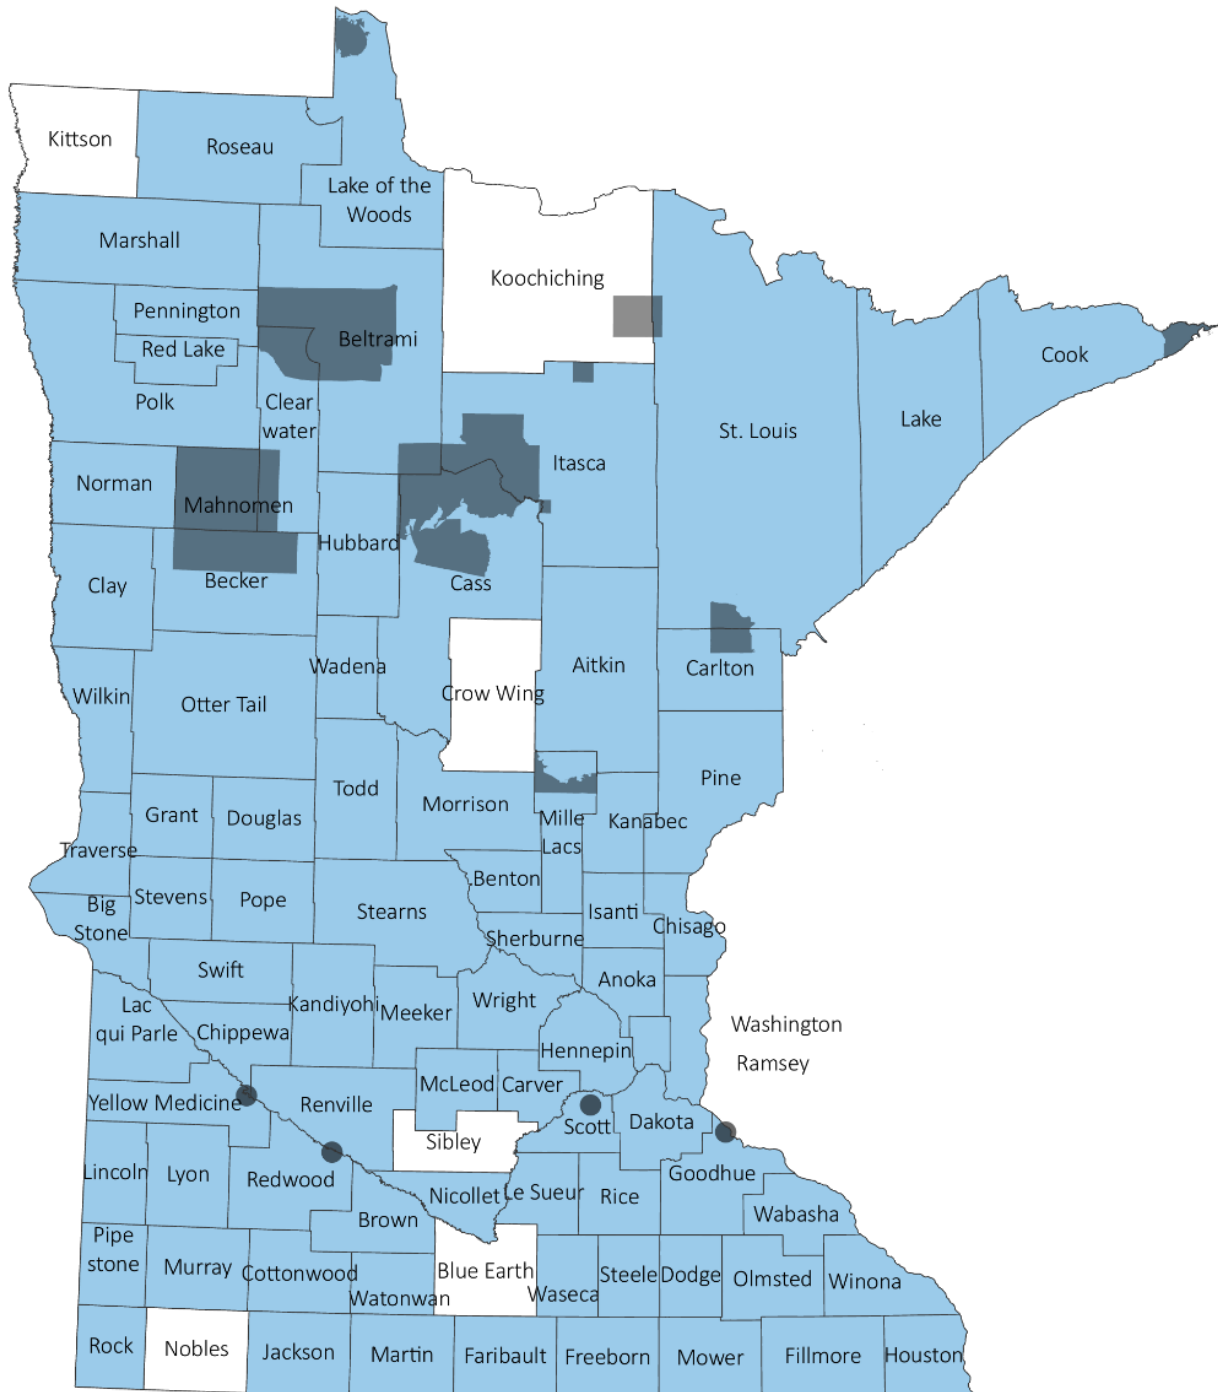 Kittson
Roseau
Lake of the
Woods
Marshall
Koochiching
Pennington
Beltrami
Red Lake
Cook
Polk
Clear
water
St. Louis
Lake
Itasca
Norman
Mahnomen
Hubbard
Clay
Becker
Cass
Wadena
Aitkin
Carlton
Wilkin
Otter Tail
Crow Wing
Pine
Todd
Morrison
Grant
Douglas
Mille
Lacs
Kanabec
Traverse
Benton
Stevens
Pope
Big
Stone
Stearns
Isanti
Chisago
Sherburne
Swift
Anoka
Lac
qui Parle
Kandiyohi
Meeker
Wright
Chippewa
Washington
Hennepin
Ramsey
McLeod
Carver
Yellow Medicine
Renville
Scott
Dakota
Sibley
Lincoln
Lyon
Redwood
Nicollet
Le Sueur
Rice
Goodhue
Brown
Wabasha
Pipe
stone
Murray
Cottonwood
Blue Earth
Steele
Dodge
Olmsted
Winona
Watonwan
Waseca
Rock
Nobles
Jackson
Martin
Faribault
Freeborn
Mower
Fillmore
Houston